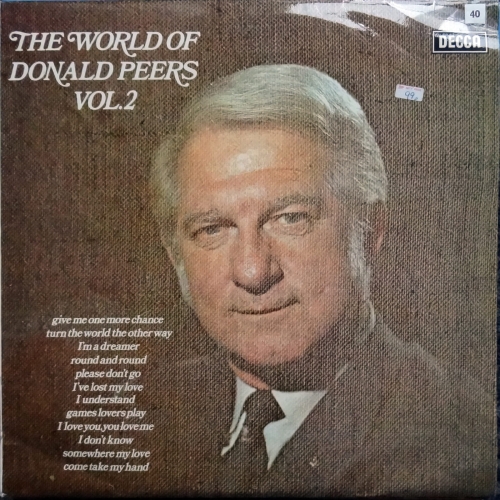 THE WORLD OF
DONALD PEERS
VOL.2
40
DECCA
99
give me one more chance
turn the world the other way
I'm a dreamer
round and round
please don't go
I've lost my love
I understand
games lovers play
I love you, you love me
I don't know
somewhere my love
come take my hand